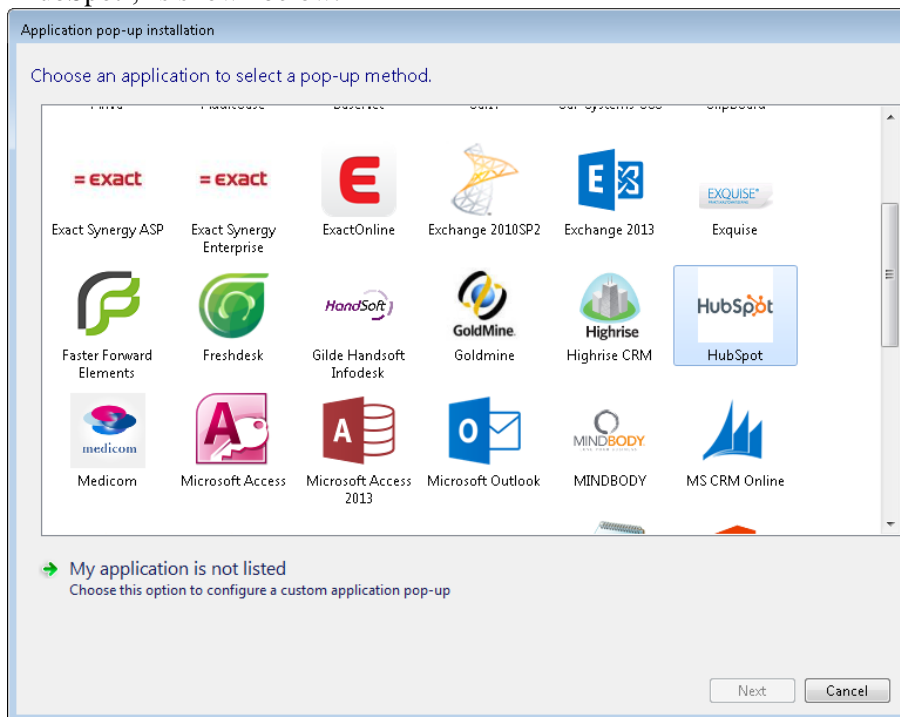 Application pop-up installation
Choose an application to select a pop-up method.
= exact
= exact
E
E
EXQUISE
Exact Synergy ASP
Exact Synergy
Enterprise
ExactOnline
Exchange 2010SP2
Exchange 2013
Exquise
HandSoft
GoldMine.
Highrise
HubSpot
Faster Forward
Elements
Freshdesk
Gilde Handsoft
Infodesk
Goldmine
Highrise CRM
HubSpot
medicom
A
A
O
MINDBODY
Medicom
Microsoft Access
Microsoft Access
2013
Microsoft Outlook
MINDBODY
MS CRM Online
My application is not listed
Choose this option to configure a custom application pop-up
Next
Cancel